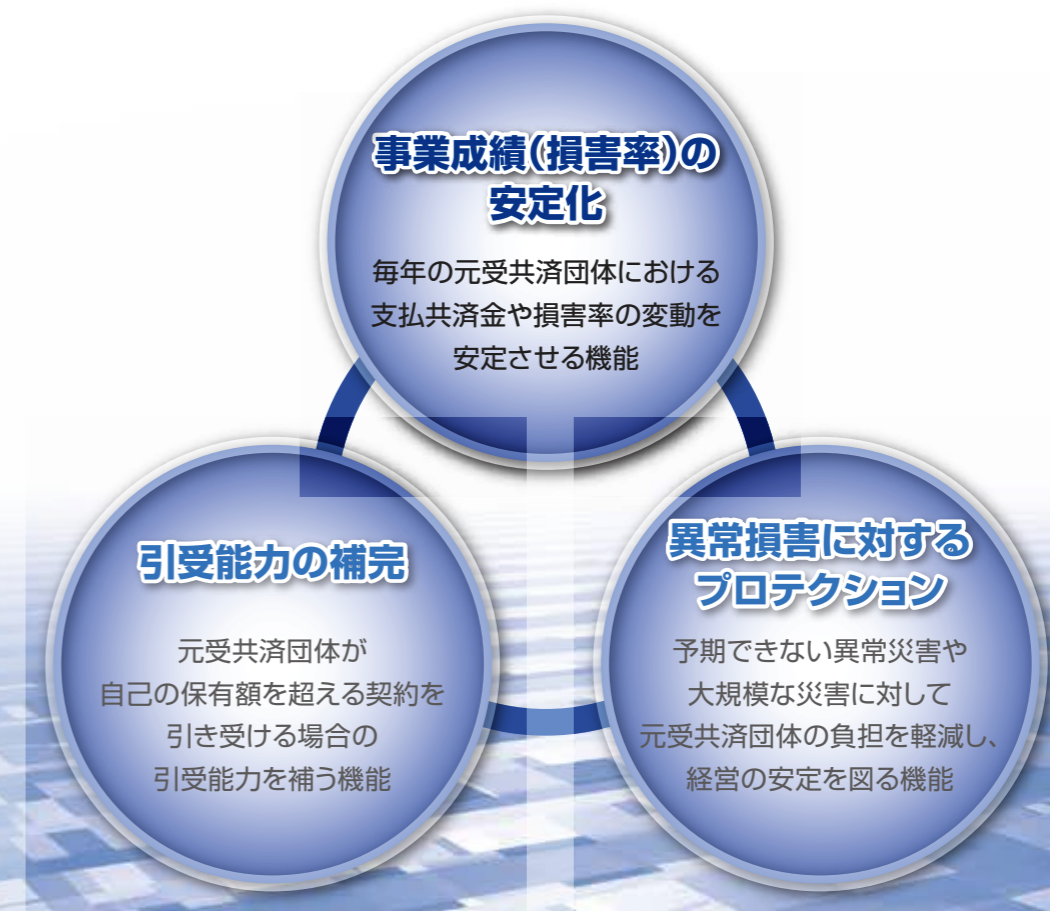 事業成績(損害率)の
安定化
毎年の元受共済団体における
支払共済金や損害率の変動を
安定させる機能
引受能力の補完
元受共済団体が
自己の保有額を超える契約を
引き受ける場合の
引受能力を補う機能
異常損害に対する
プロテクション
予期できない異常災害や
大規模な災害に対して
元受共済団体の負担を軽減し、
経営の安定を図る機能